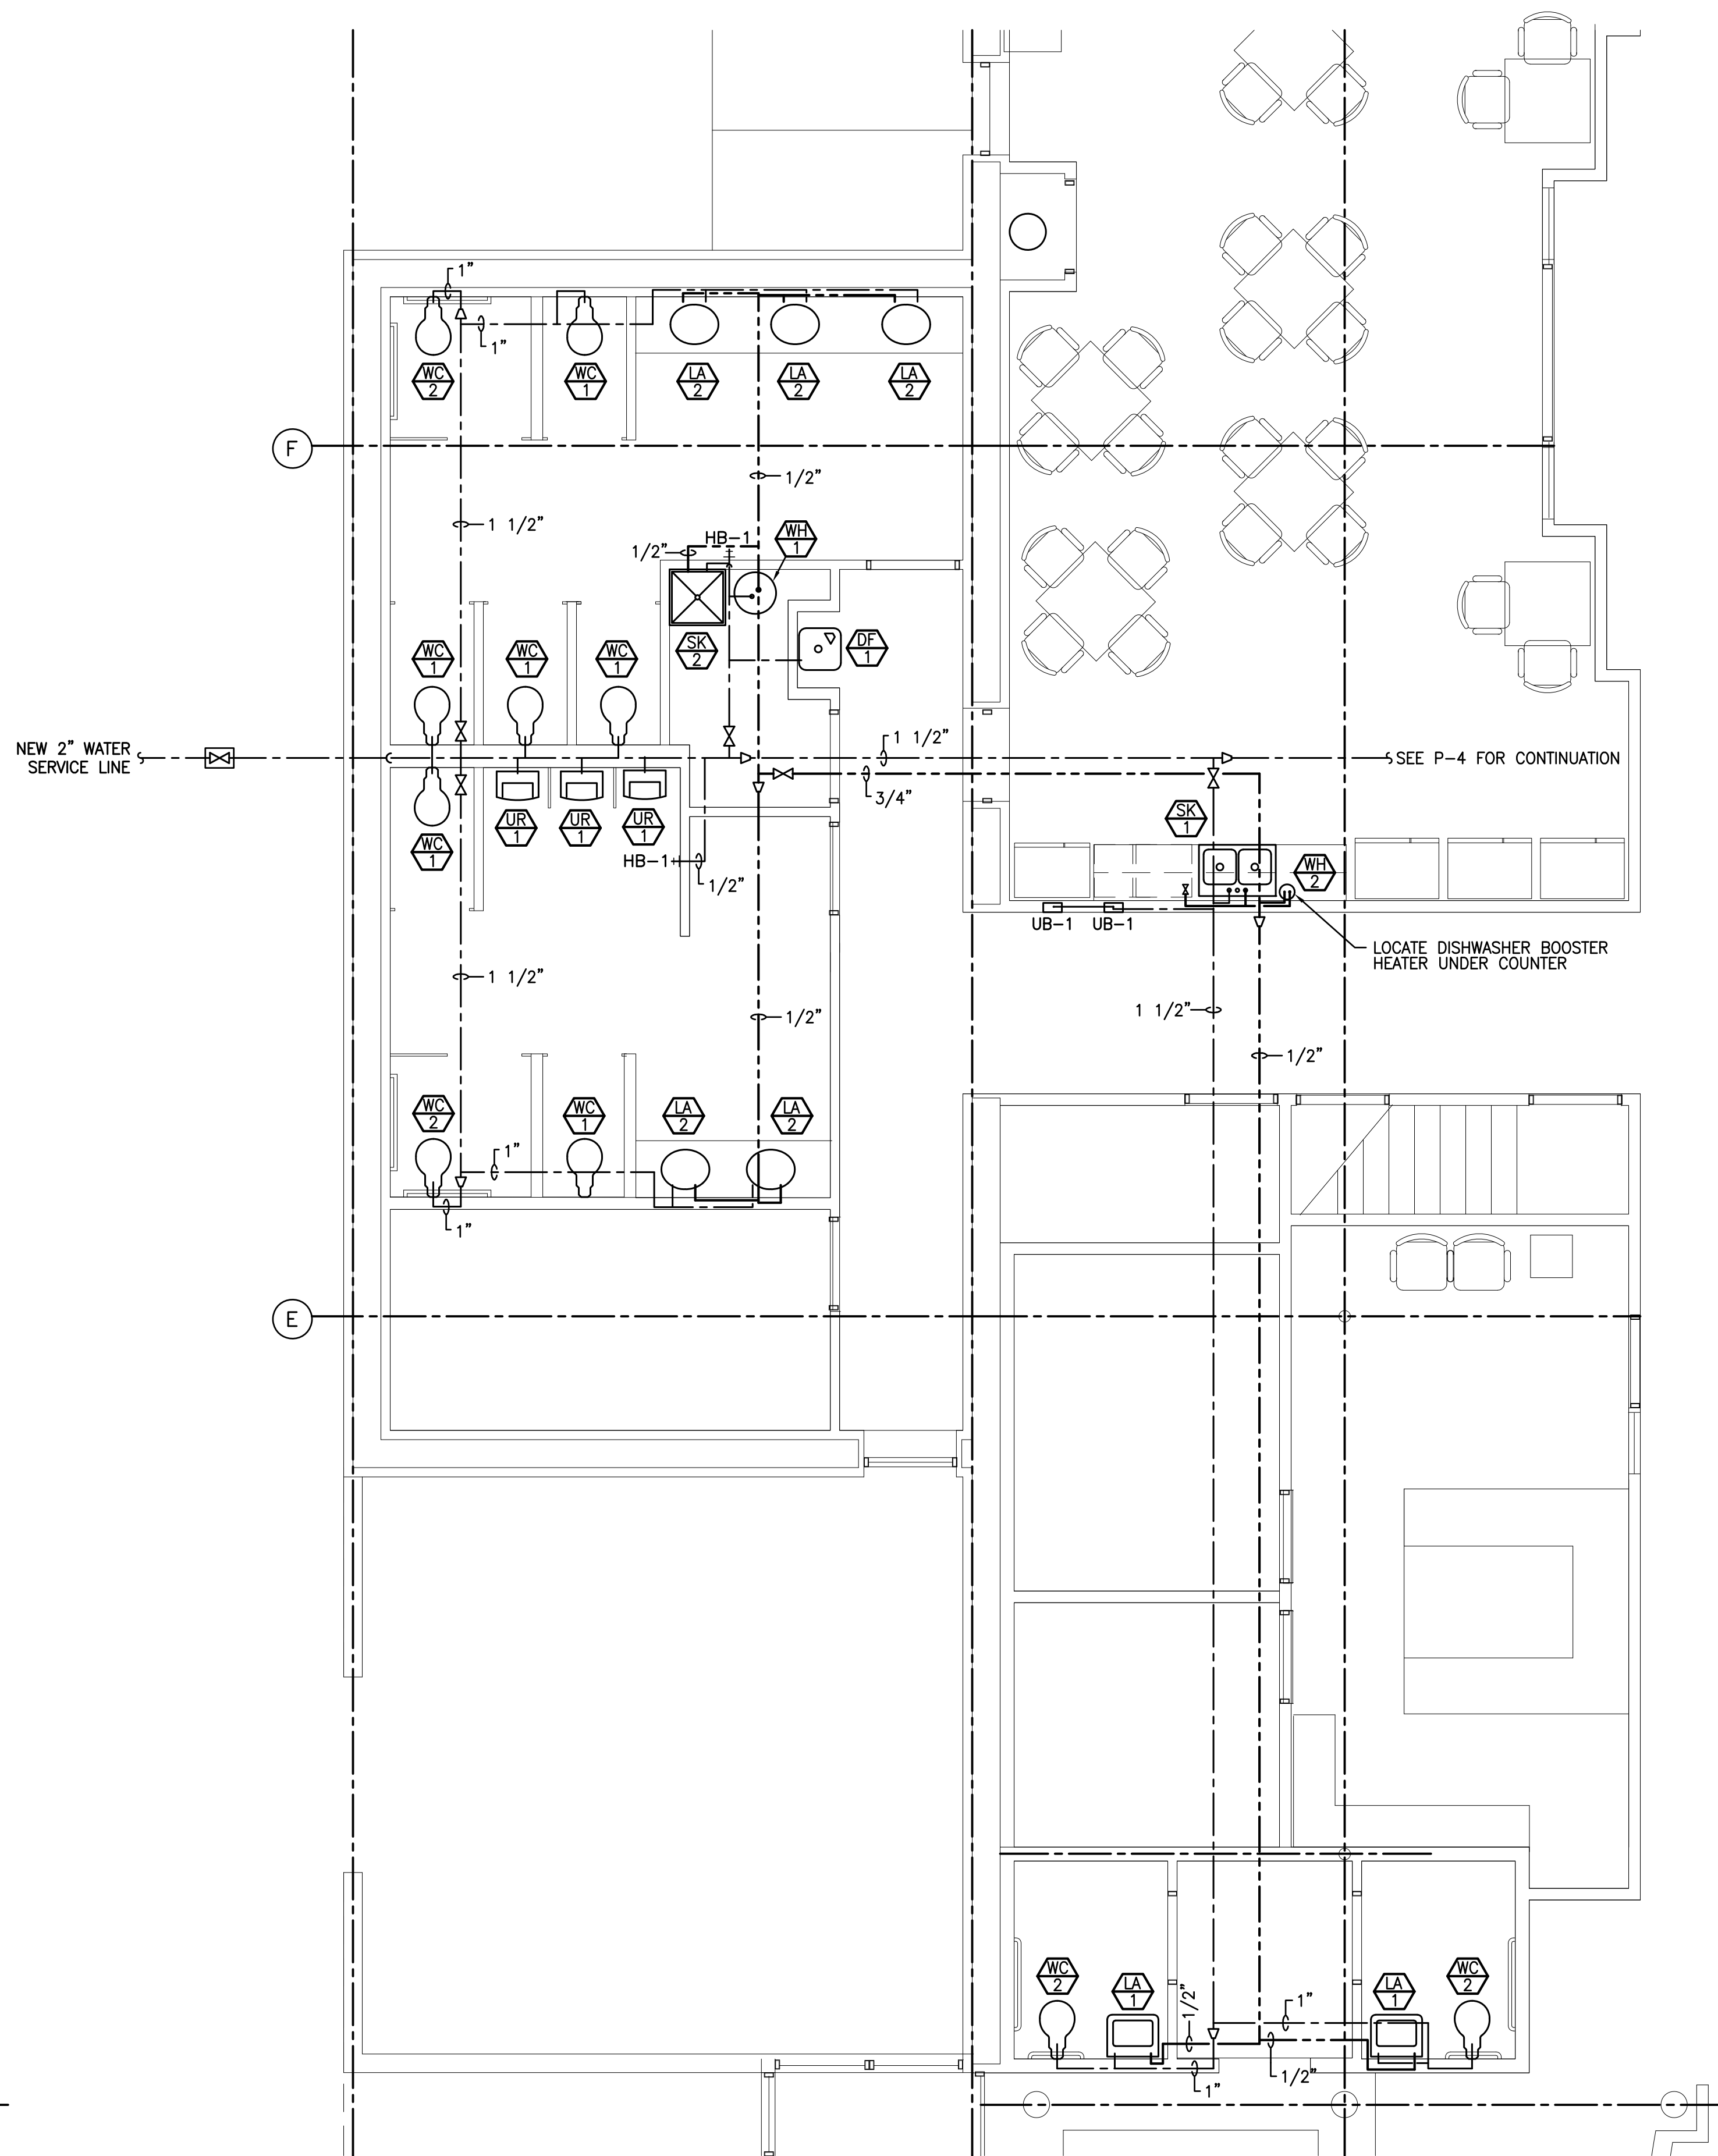 1"
1"
WC
2
WC
1
LA
2
LA
2
LA
2
F
1/2"
1 1/2"
HB-1
WH
1
1/2"
WC
1
WC
1
WC
1
SK
2
DF
1
NEW 2" WATER
SERVICE LINE
1 1/2"
SEE P-4 FOR CONTINUATION
3/4"
UR
1
UR
1
UR
1
SK
1
WC
1
HB-1
1/2"
WH
2
UB-1
UB-1
LOCATE DISHWASHER BOOSTER
HEATER UNDER COUNTER
1 1/2"
1 1/2"
1/2"
1/2"
WC
2
WC
1
LA
2
LA
2
1"
1"
E
WC
2
LA
1
1/2"
1"
LA
1
WC
2
1/2"
1"